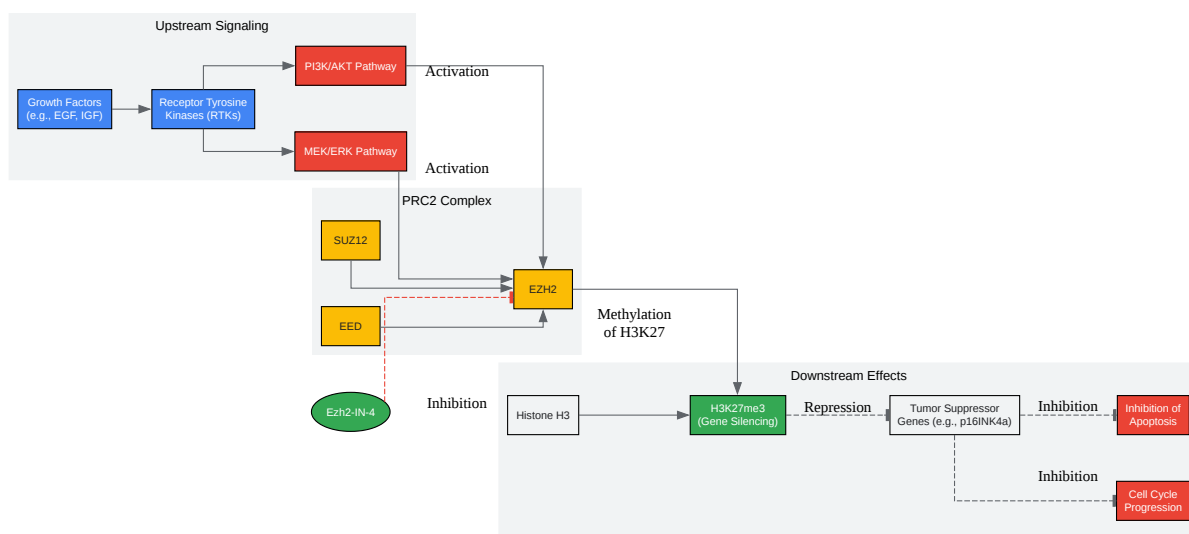 Upstream Signaling
PI3K/AKT Pathway
Activation
Growth Factors
(e.g., EGF, IGF)
Receptor Tyrosine
Kinases (RTKs)
MEK/ERK Pathway
Activation
PRC2 Complex
SUZ12
EZH2
EED
Methylation
of H3K27
Ezh2-IN-4
Inhibition
Downstream Effects
Histone H3
H3K27me3
(Gene Silencing)
Repression
Tumor Suppressor
Genes (e.g., p16INK4a)
Inhibition
Inhibition of
Apoptosis
Inhibition
Cell Cycle
Progression